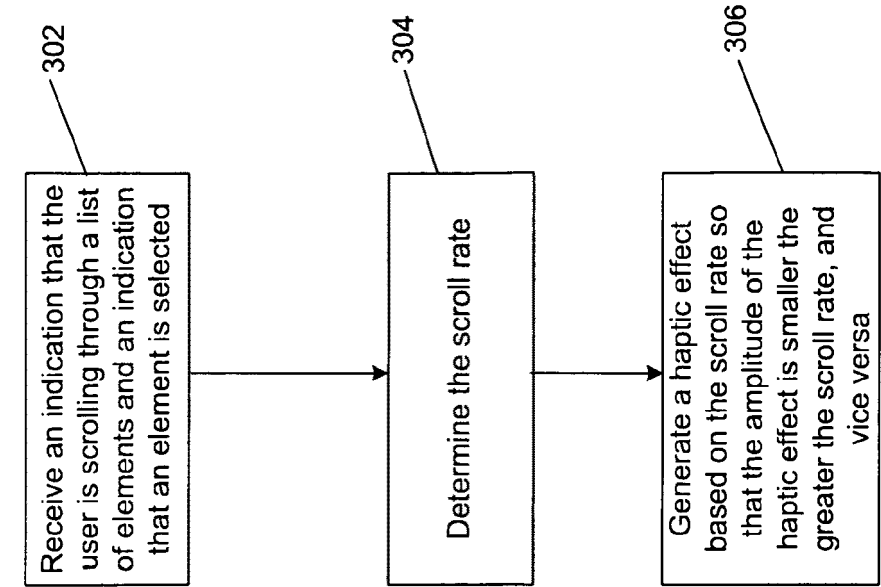 302
Receive an indication that the
user is scrolling through a list
of elements and an indication
that an element is selected
304
Determine the scroll rate
306
Generate a haptic effect
based on the scroll rate so
that the amplitude of the
haptic effect is smaller the
greater the scroll rate, and
vice versa